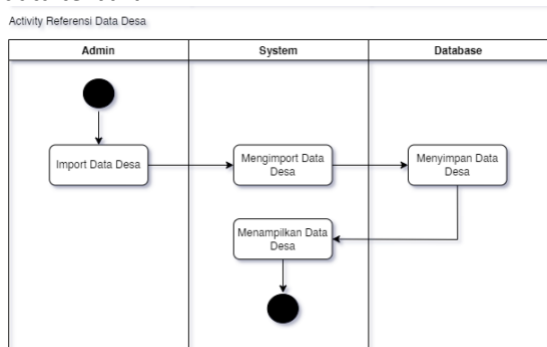 Activity Referensi Data Desa
Admin
System
Database
Import Data Desa
Mengimport Data
Desa
Menyimpan Data
Desa
Menampilkan Data
Desa